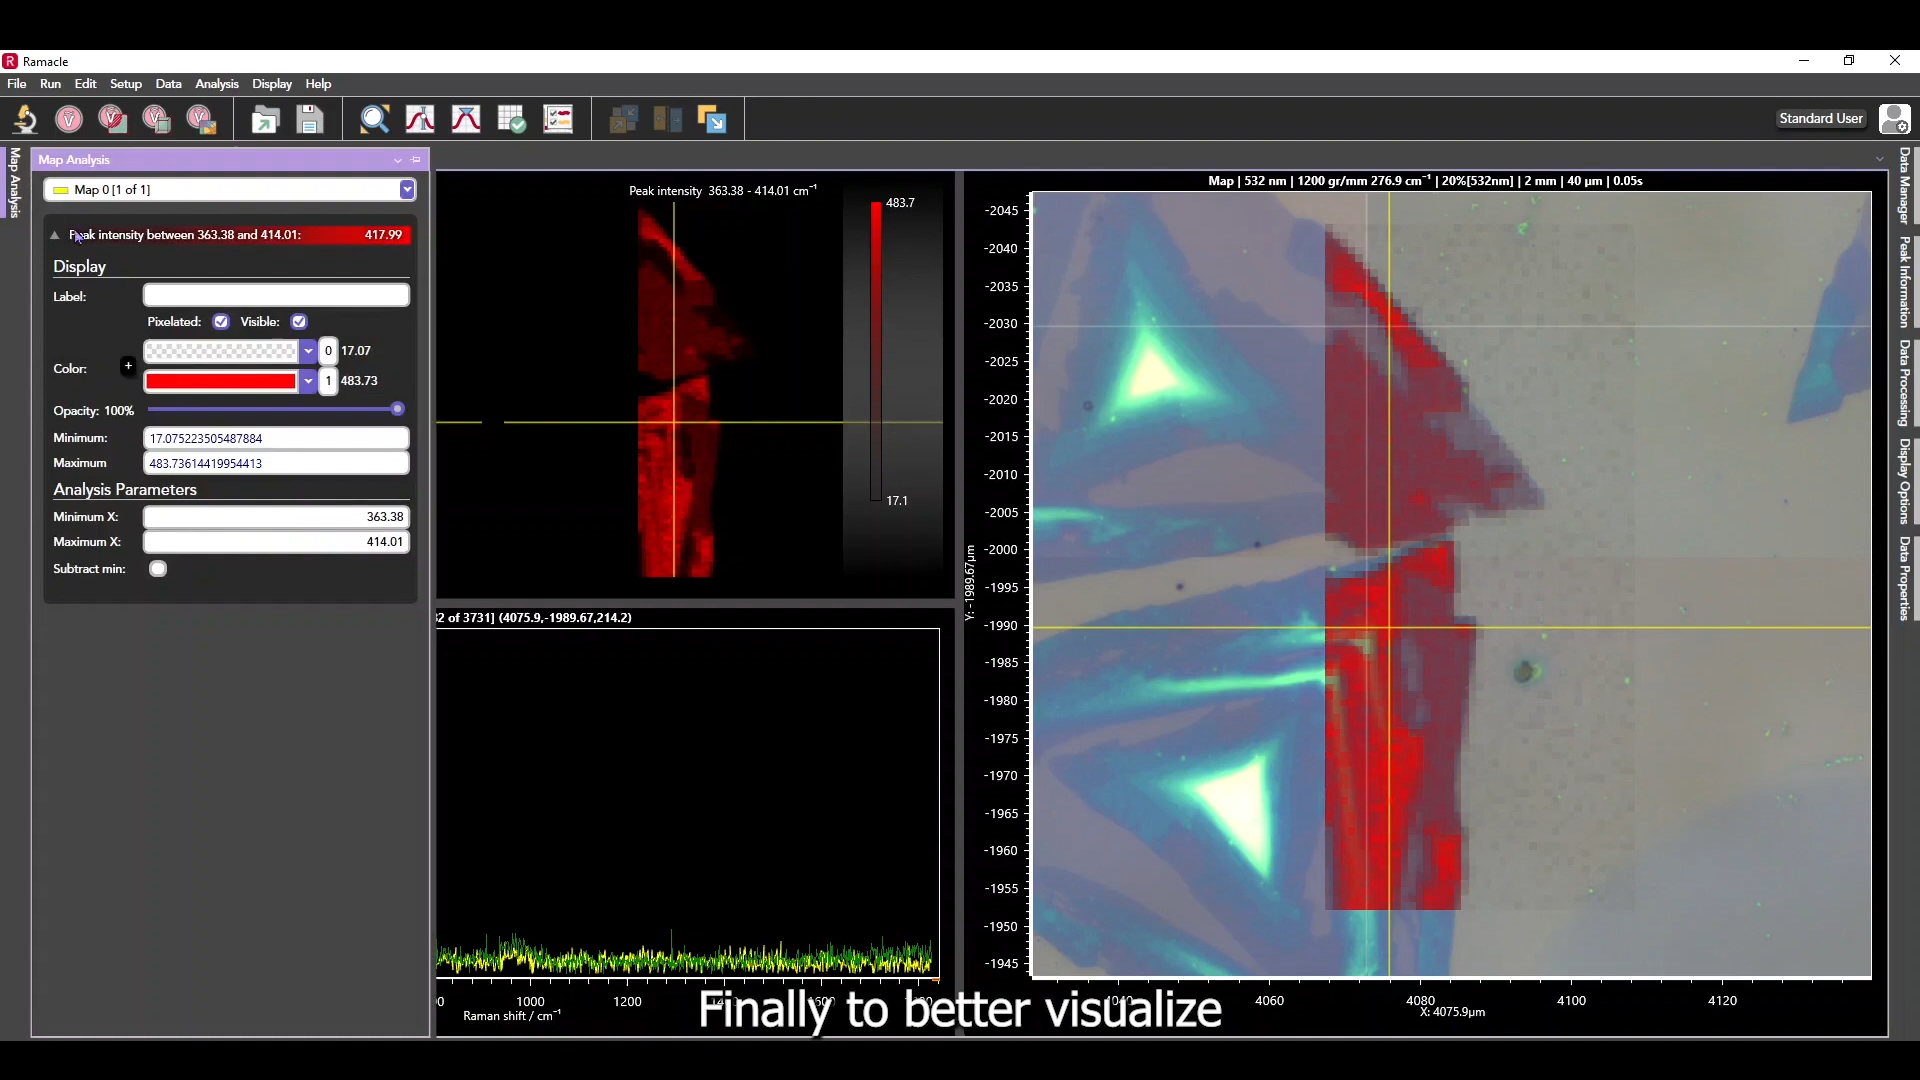 Ramacle
File Run Edit Setup Data Analysis Display Help
Standard User
Map Analysis
Map Analysis
Map 0 [1 of 1]
Peak intensity between 363.38 and 414.01: 417.99
Display
Label:
Pixelated: Visible:
Color: + 0 17.07
1 483.73
Opacity: 100%
Minimum: 17.075223505487884
Maximum 483.73614419954413
Analysis Parameters
Minimum X: 363.38
Maximum X: 414.01
Subtract min:
Peak intensity 363.38 - 414.01 cm⁻¹
483.7
17.1
2 of 3731] (4075.9,-1989.67,214.2)
1000 1200
Raman shift / cm⁻¹
Map | 532 nm | 1200 gr/mm 276.9 cm⁻¹ | 20%[532nm] | 2 mm | 40 µm | 0.05s
-2045
-2040
-2035
-2030
-2025
-2020
-2015
-2010
-2005
-2000
-1995
-1990
-1985
-1980
-1975
-1970
-1965
-1960
-1955
-1950
-1945
Y: -1989.67µm
4060 4080 4100 4120
X: 4075.9µm
Data Manager
Peak Information
Data Processing
Display Options
Data Properties
Finally to better visualize